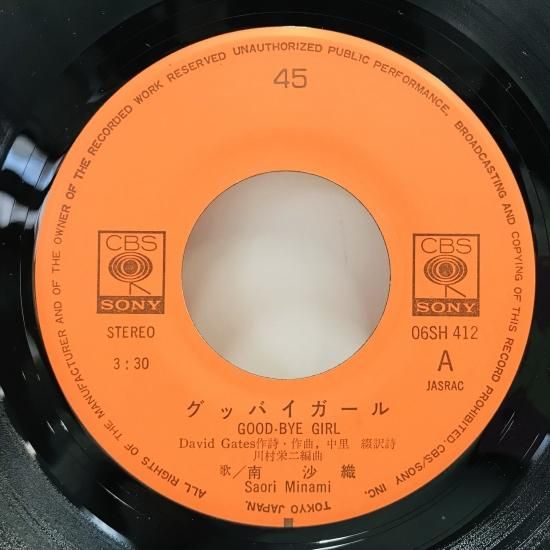 ALL RIGHTS OF THE MANUFACTURER AND OF THE OWNER OF THE RECORDED WORK RESERVED UNAUTHORIZED PUBLIC PERFORMANCE, BROADCASTING AND COPYING OF THIS RECORD PROHIBITED. CBS/SONY INC. TOKYO JAPAN.
45
CBS
SONY
STEREO
3:30
CBS
SONY
06SH 412
A
JASRAC
グッバイガール
GOOD-BYE GIRL
David Gates作詩・作曲, 中里 綴訳詩
川村栄二編曲
歌/南 沙織
Saori Minami